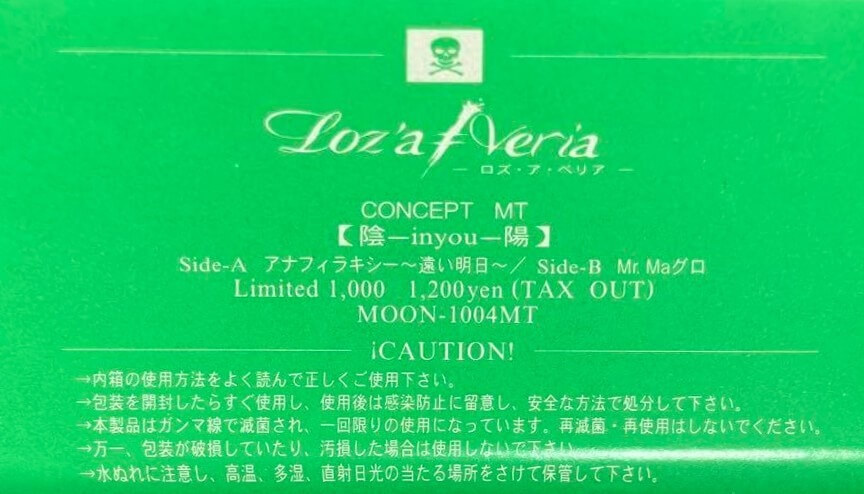 Loz'a≠Veria
― ロズ・ア・ベリア ―
CONCEPT MT
【陰―inyou―陽】
Side-A アナフィラキシー～遠い明日～／ Side-B Mr. Maグロ
Limited 1,000 1,200yen (TAX OUT)
MOON-1004MT
¡CAUTION!
→内箱の使用方法をよく読んで正しくご使用下さい。
→包装を開封したらすぐ使用し、使用後は感染防止に留意し、安全な方法で処分して下さい。
→本製品はガンマ線で滅菌され、一回限りの使用になっています。再滅菌・再使用はしないでください。
→万一、包装が破損していたり、汚損した場合は使用しないで下さい。
→水ぬれに注意し、高温、多湿、直射日光の当たる場所をさけて保管して下さい。